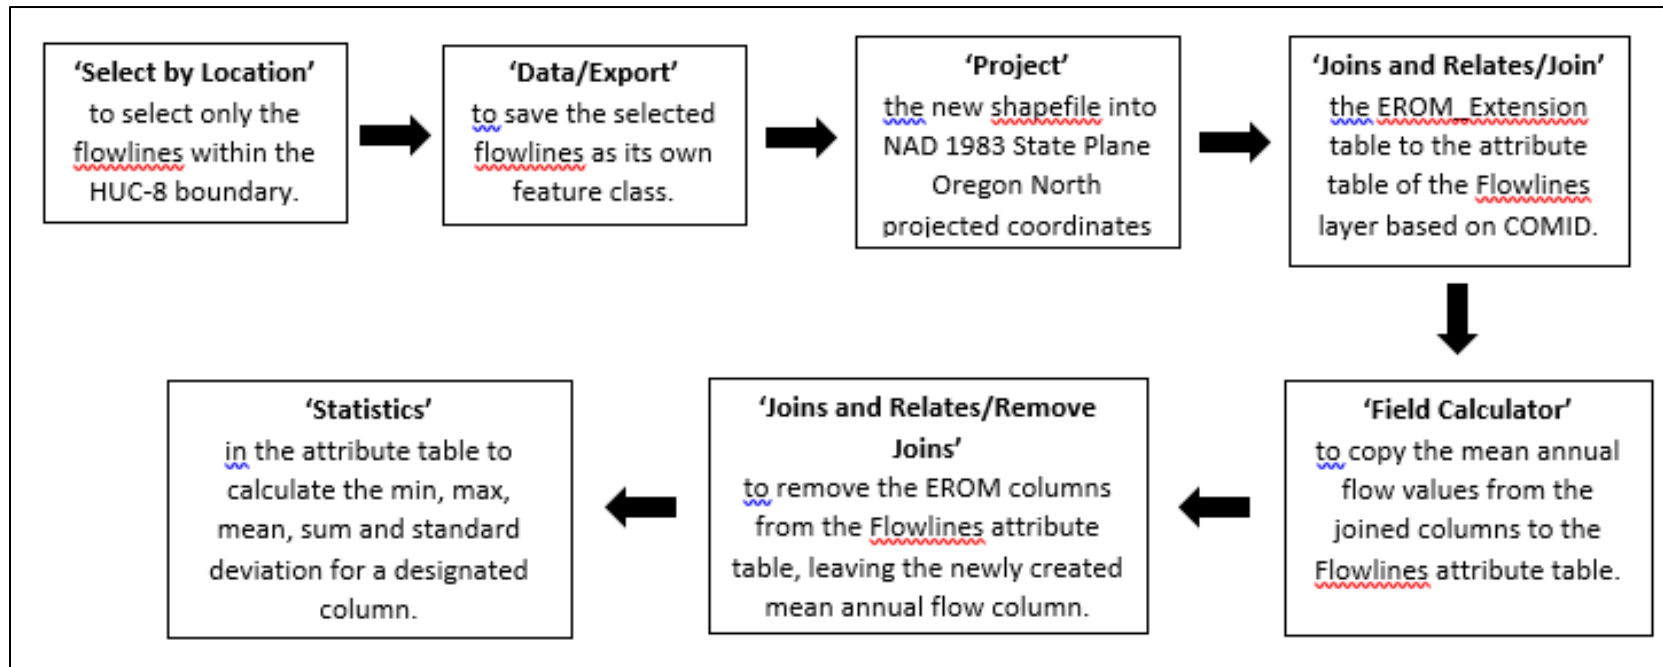 ‘Select by Location’
to select only the
flowlines within the
HUC-8 boundary.
‘Data/Export’
to save the selected
flowlines as its own
feature class.
‘Project’
the new shapefile into
NAD 1983 State Plane
Oregon North
projected coordinates
‘Joins and Relates/Join’
the EROM_Extension
table to the attribute
table of the Flowlines
layer based on COMID.
‘Field Calculator’
to copy the mean annual
flow values from the
joined columns to the
Flowlines attribute table.
‘Joins and Relates/Remove
Joins’
to remove the EROM columns
from the Flowlines attribute
table, leaving the newly created
mean annual flow column.
‘Statistics’
in the attribute table to
calculate the min, max,
mean, sum and standard
deviation for a designated
column.